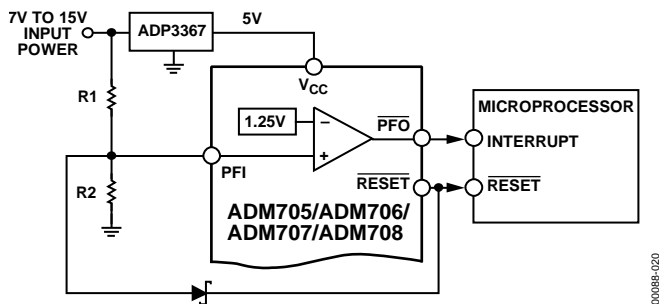 7V TO 15V
INPUT
POWER
ADP3367
5V
VCC
R1
1.25V
−
+
PFO
PFI
R2
RESET
ADM705/ADM706/
ADM707/ADM708
MICROPROCESSOR
INTERRUPT
RESET
00088-020